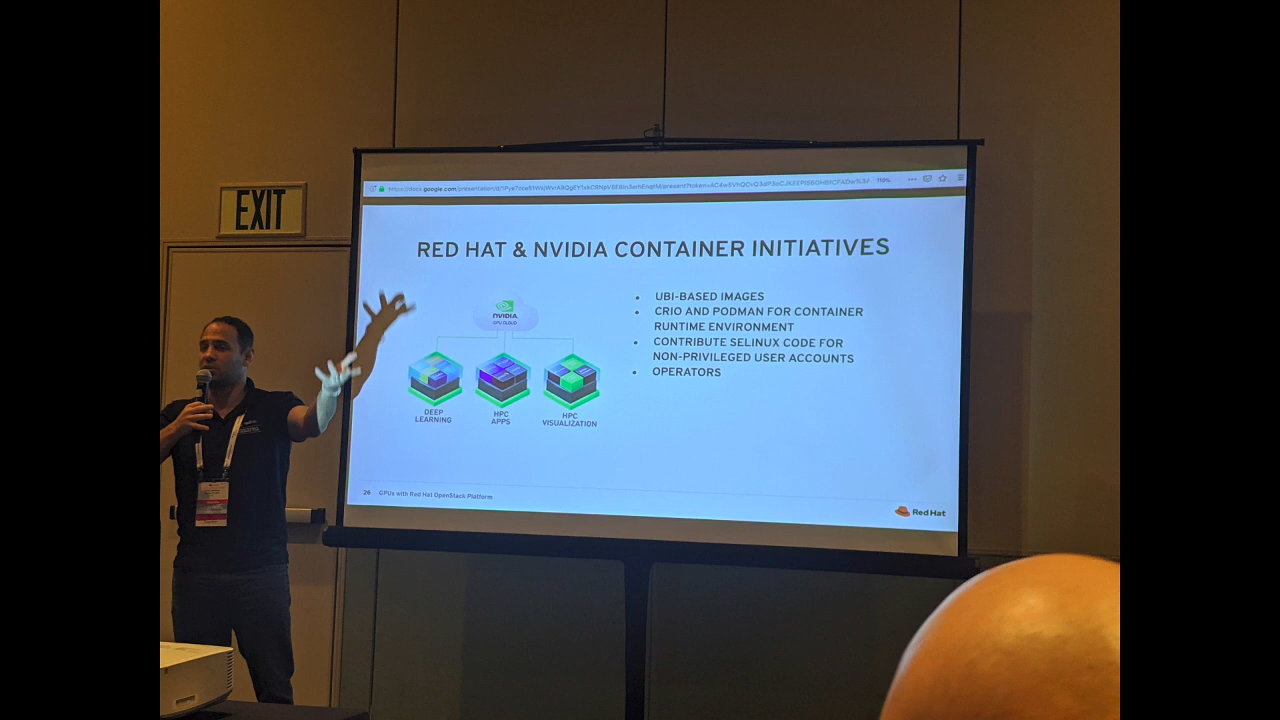 EXIT
RED HAT & NVIDIA CONTAINER INITIATIVES
NVIDIA
GPU CLOUD
DEEP
LEARNING
HPC
APPS
HPC
VISUALIZATION
• UBI-BASED IMAGES
• CRIO AND PODMAN FOR CONTAINER
RUNTIME ENVIRONMENT
• CONTRIBUTE SELINUX CODE FOR
NON-PRIVILEGED USER ACCOUNTS
• OPERATORS
26 GPUs with Red Hat OpenStack Platform
Red Hat